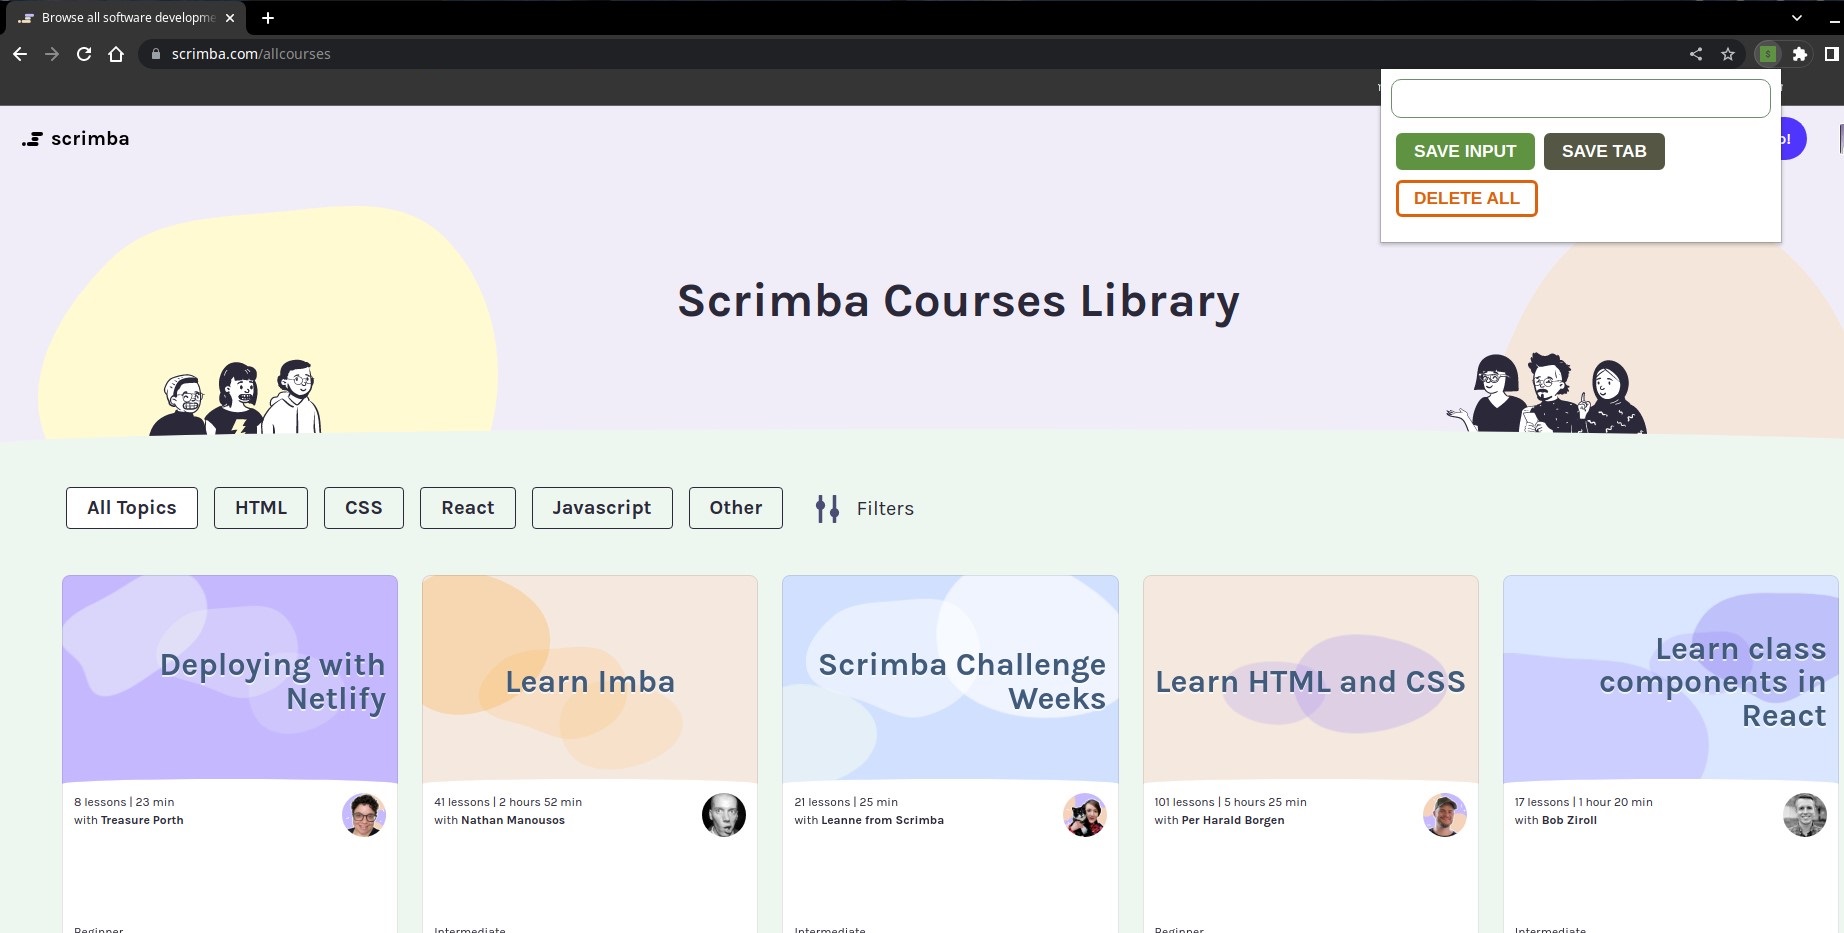 Browse all software developme
scrimba.com/allcourses
SAVE INPUT
SAVE TAB
DELETE ALL
scrimba
Scrimba Courses Library
All Topics
HTML
CSS
React
Javascript
Other
Filters
Deploying with
Netlify
8 lessons | 23 min
with Treasure Porth
Beginner
Learn Imba
41 lessons | 2 hours 52 min
with Nathan Manousos
Intermediate
Scrimba Challenge
Weeks
21 lessons | 25 min
with Leanne from Scrimba
Intermediate
Learn HTML and CSS
101 lessons | 5 hours 25 min
with Per Harald Borgen
Beginner
Learn class
components in
React
17 lessons | 1 hour 20 min
with Bob Ziroll
Intermediate